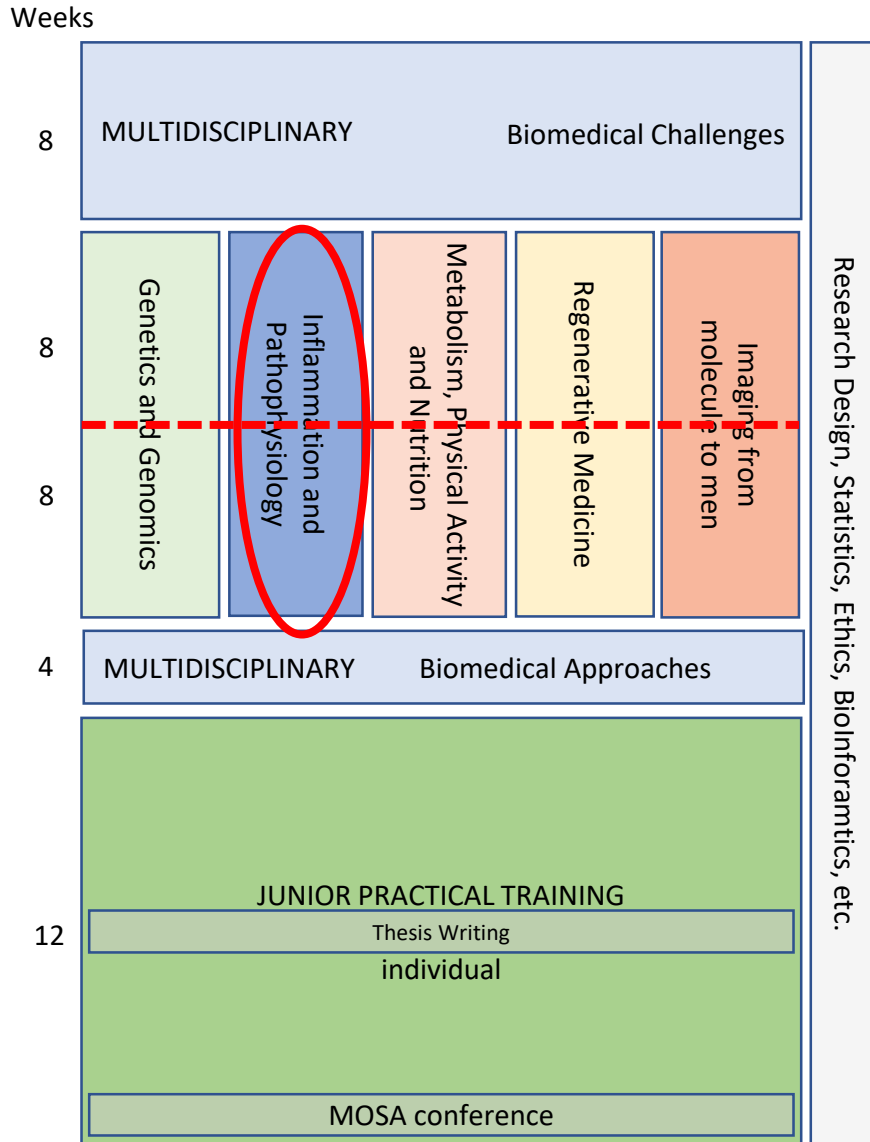 Weeks
8
MULTIDISCIPLINARY Biomedical Challenges
8
8
Genetics and Genomics
Inflammation and
Pathophysiology
Metabolism, Physical Activity
and Nutrition
Regenerative Medicine
Imaging from
molecule to men
4
MULTIDISCIPLINARY Biomedical Approaches
12
JUNIOR PRACTICAL TRAINING
Thesis Writing
individual
MOSA conference
Research Design, Statistics, Ethics, BioInforamtics, etc.